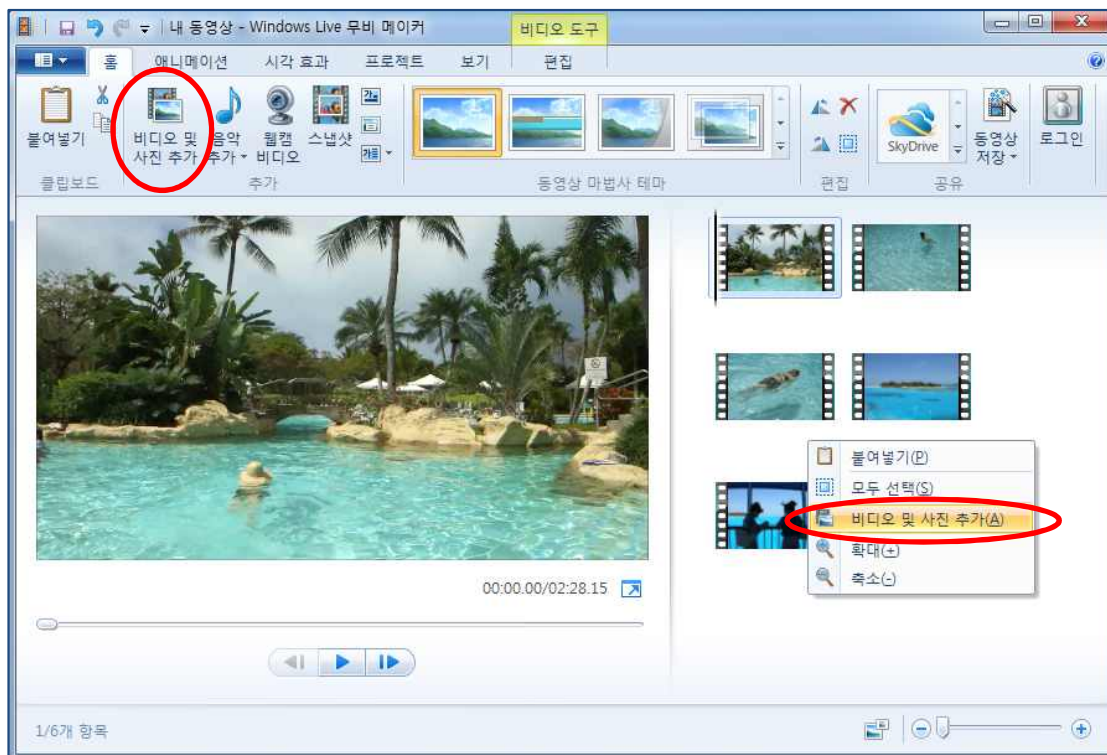 내 동영상 - Windows Live 무비 메이커
비디오 도구
홈 애니메이션 시각 효과 프로젝트 보기 편집
붙여넣기
비디오 및
사진 추가
음악
추가
웹캠
비디오
스냅샷
SkyDrive
동영상
저장
로그인
클립보드
추가
동영상 마법사 테마
편집
공유
붙여넣기(P)
모두 선택(S)
비디오 및 사진 추가(A)
확대(+)
축소(-)
00:00.00/02:28.15
1/6개 항목